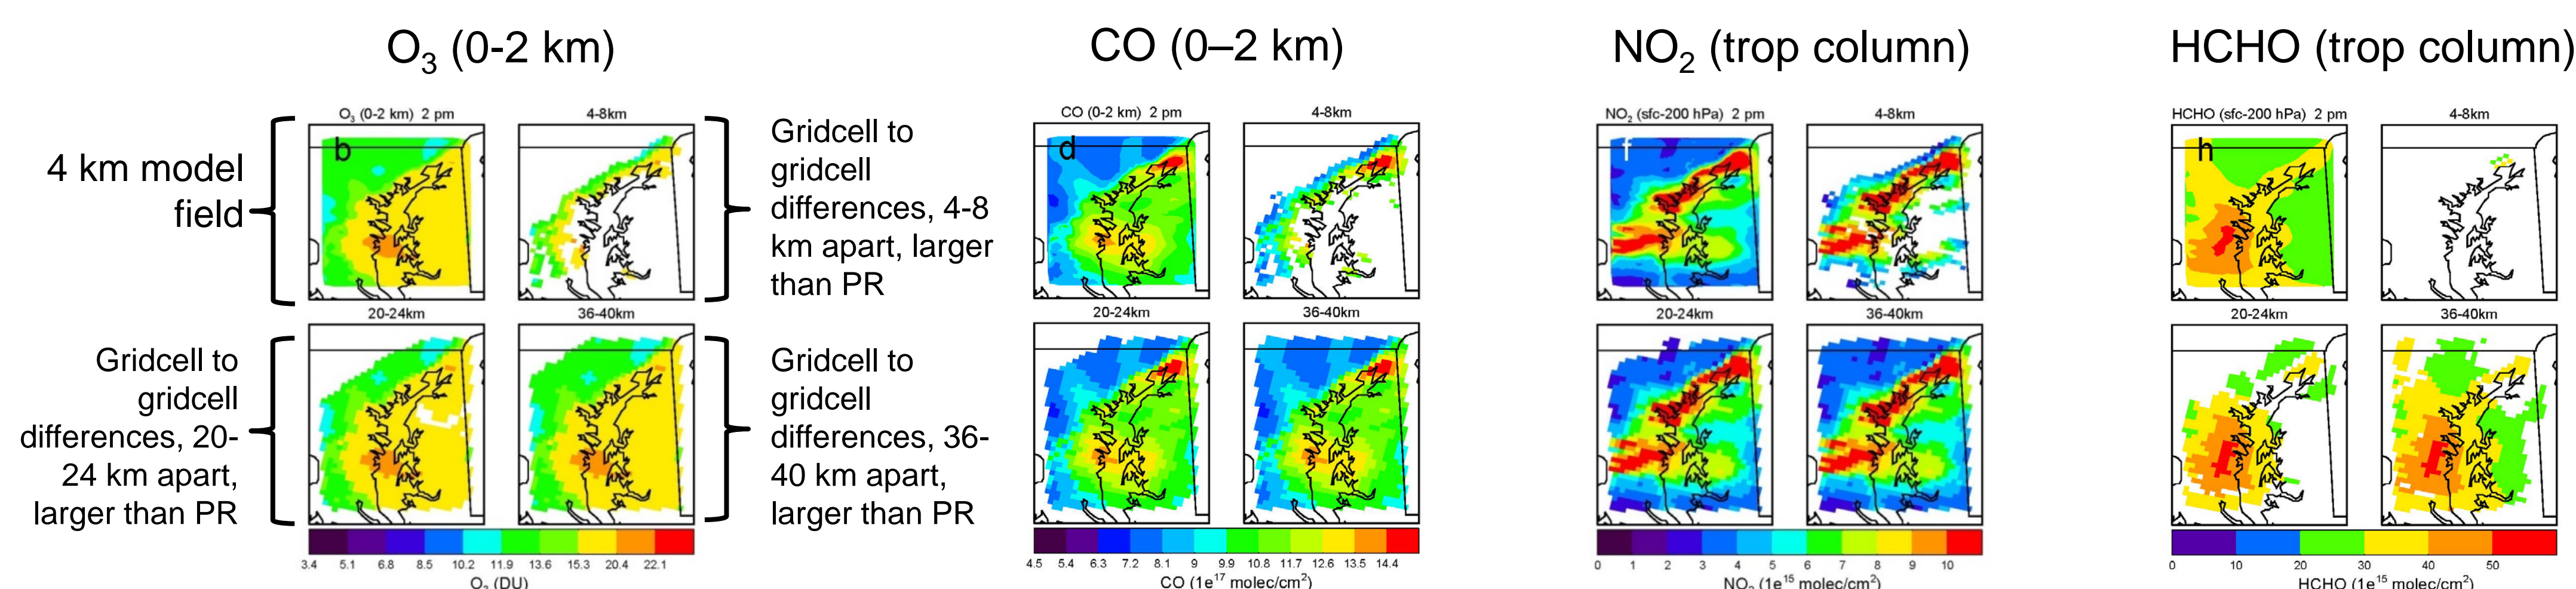 O₃ (0-2 km)
CO (0–2 km)
NO₂ (trop column)
HCHO (trop column)
4 km model
field
O₃ (0-2 km) 2 pm
4-8km
b
20-24km
36-40km
Gridcell to
gridcell
differences, 4-8
km apart, larger
than PR
Gridcell to
gridcell
differences, 20-
24 km apart,
larger than PR
Gridcell to
gridcell
differences, 36-
40 km apart,
larger than PR
3.4 5.1 6.8 8.5 10.2 11.9 13.6 15.3 20.4 22.1
O₃ (DU)
CO (0-2 km) 2 pm
4-8km
d
20-24km
36-40km
4.5 5.4 6.3 7.2 8.1 9 9.9 10.8 11.7 12.6 13.5 14.4
CO (1e¹⁷ molec/cm²)
NO₂ (sfc-200 hPa) 2 pm
4-8km
f
20-24km
36-40km
0 1 2 3 4 5 6 7 8 9 10
NO₂ (1e¹⁵ molec/cm²)
HCHO (sfc-200 hPa) 2 pm
4-8km
h
20-24km
36-40km
0 10 20 30 40 50
HCHO (1e¹⁵ molec/cm²)